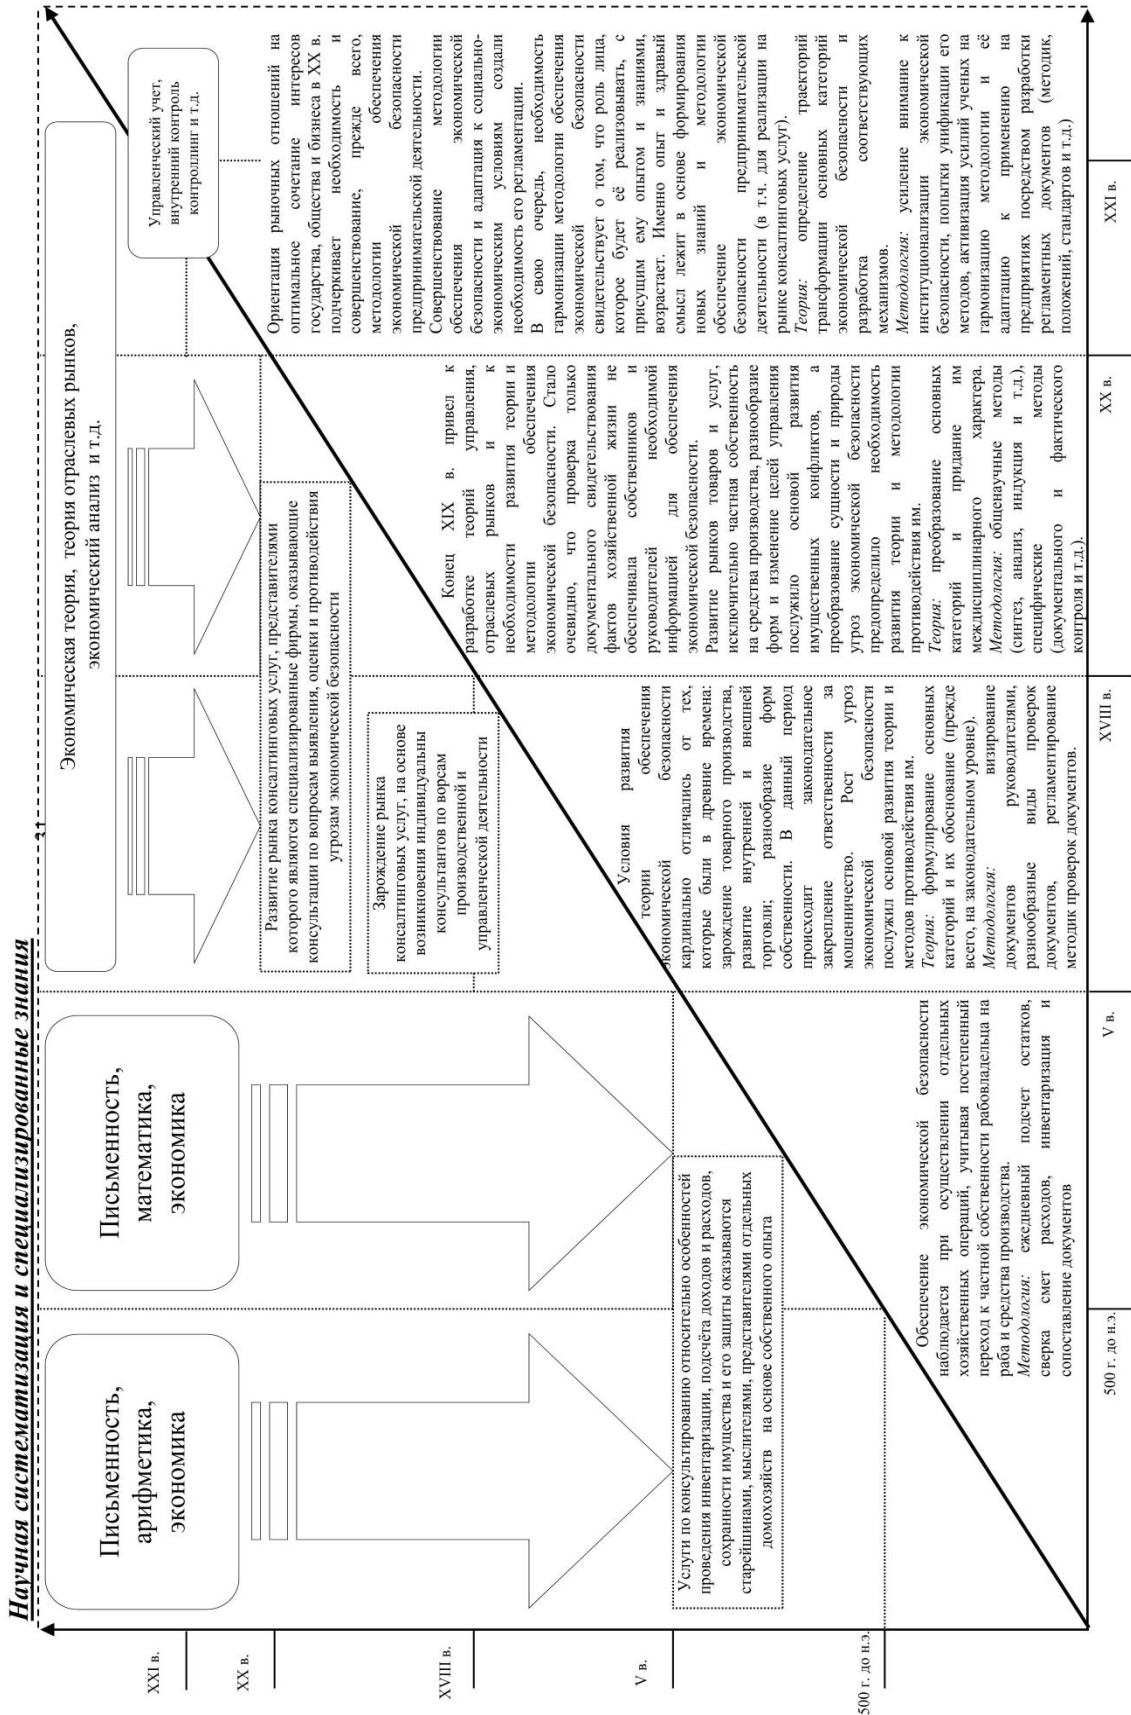 Научная систематизация и специализированные знания
XXI в.
XX в.
XVIII в.
V в.
500 г. до н.э.
Письменность,
арифметика,
экономика
Письменность,
математика,
экономика
Экономическая теория, теория отраслевых рынков,
экономический анализ и т.д.
Управленческий учет,
внутренний контроль
контроллинг и т.д.
Услуги по консультированию относительно особенностей
проведения инвентаризации, подсчёта доходов и расходов,
сохранности имущества и его защиты оказываются
старейшинами, мыслителями, представителями отдельных
домохозяйств на основе собственного опыта
Зарождение рынка
консалтинговых услуг, на основе
возникновения индивидуальны
консультантов по ворсам
производственной и
управленческой деятельности
Развитие рынка консалтинговых услуг, представителями
которого являются специализированные фирмы, оказывающие
консультации по вопросам выявления, оценки и противодействия
угрозам экономической безопасности
Обеспечение экономической безопасности
наблюдается при осуществлении отдельных
хозяйственных операций, учитывая постепенный
переход к частной собственности рабовладельца на
раба и средства производства.
Методология: ежедневный подсчет остатков,
сверка смет расходов, инвентаризация и
сопоставление документов
Условия развития
теории обеспечения
экономической безопасности
кардинально отличались от тех,
которые были в древние времена:
зарождение товарного производства,
развитие внутренней и внешней
торговли; разнообразие форм
собственности. В данный период
происходит законодательное
закрепление ответственности за
мошенничество. Рост угроз
экономической безопасности
послужил основой развития теории и
методов противодействия им.
Теория: формулирование основных
категорий и их обоснование (прежде
всего, на законодательном уровне).
Методология: визирование
документов руководителями,
разнообразные виды проверок
документов, регламентирование
методик проверок документов.
Конец XIX в. привел к
разработке теорий управления,
отраслевых рынков и к
необходимости развития теории и
методологии обеспечения
экономической безопасности. Стало
очевидно, что проверка только
документального свидетельствования
фактов хозяйственной жизни не
обеспечивала собственников и
руководителей необходимой
информацией для обеспечения
экономической безопасности.
Развитие рынков товаров и услуг,
исключительно частная собственность
на средства производства, разнообразие
форм и изменение целей управления
послужило основой развития
имущественных конфликтов, а
преобразование сущности и природы
угроз экономической безопасности
предопределило необходимость
развития теории и методологии
противодействия им.
Теория: преобразование основных
категорий и придание им
междисциплинарного характера.
Методология: общенаучные методы
(синтез, анализ, индукция и т.д.),
специфические методы
(документального и фактического
контроля и т.д.).
Ориентация рыночных отношений на
оптимальное сочетание интересов
государства, общества и бизнеса в XX в.
подчеркивает необходимость и
совершенствование, прежде всего,
методологии обеспечения
экономической безопасности
предпринимательской деятельности.
Совершенствование методологии
обеспечения экономической
безопасности и адаптация к социально-
экономическим условиям создали
необходимость его регламентации.
В свою очередь, необходимость
гармонизации методологии обеспечения
экономической безопасности
свидетельствует о том, что роль лица,
которое будет её реализовывать, с
присущим ему опытом и знаниями,
возрастает. Именно опыт и здравый
смысл лежит в основе формирования
новых знаний и методологии
обеспечение экономической
безопасности предпринимательской
деятельности (в т.ч. для реализации на
рынке консалтинговых услуг).
Теория: определение траекторий
трансформации основных категорий
экономической безопасности и
разработка соответствующих
механизмов.
Методология: усиление внимание к
институционализации экономической
безопасности, попытки унификации его
методов, активизация усилий ученых на
гармонизацию методологии и её
адаптацию к применению на
предприятиях посредством разработки
регламентных документов (методик,
положений, стандартов и т.д.)
500 г. до н.э.
V в.
XVIII в.
XX в.
XXI в.